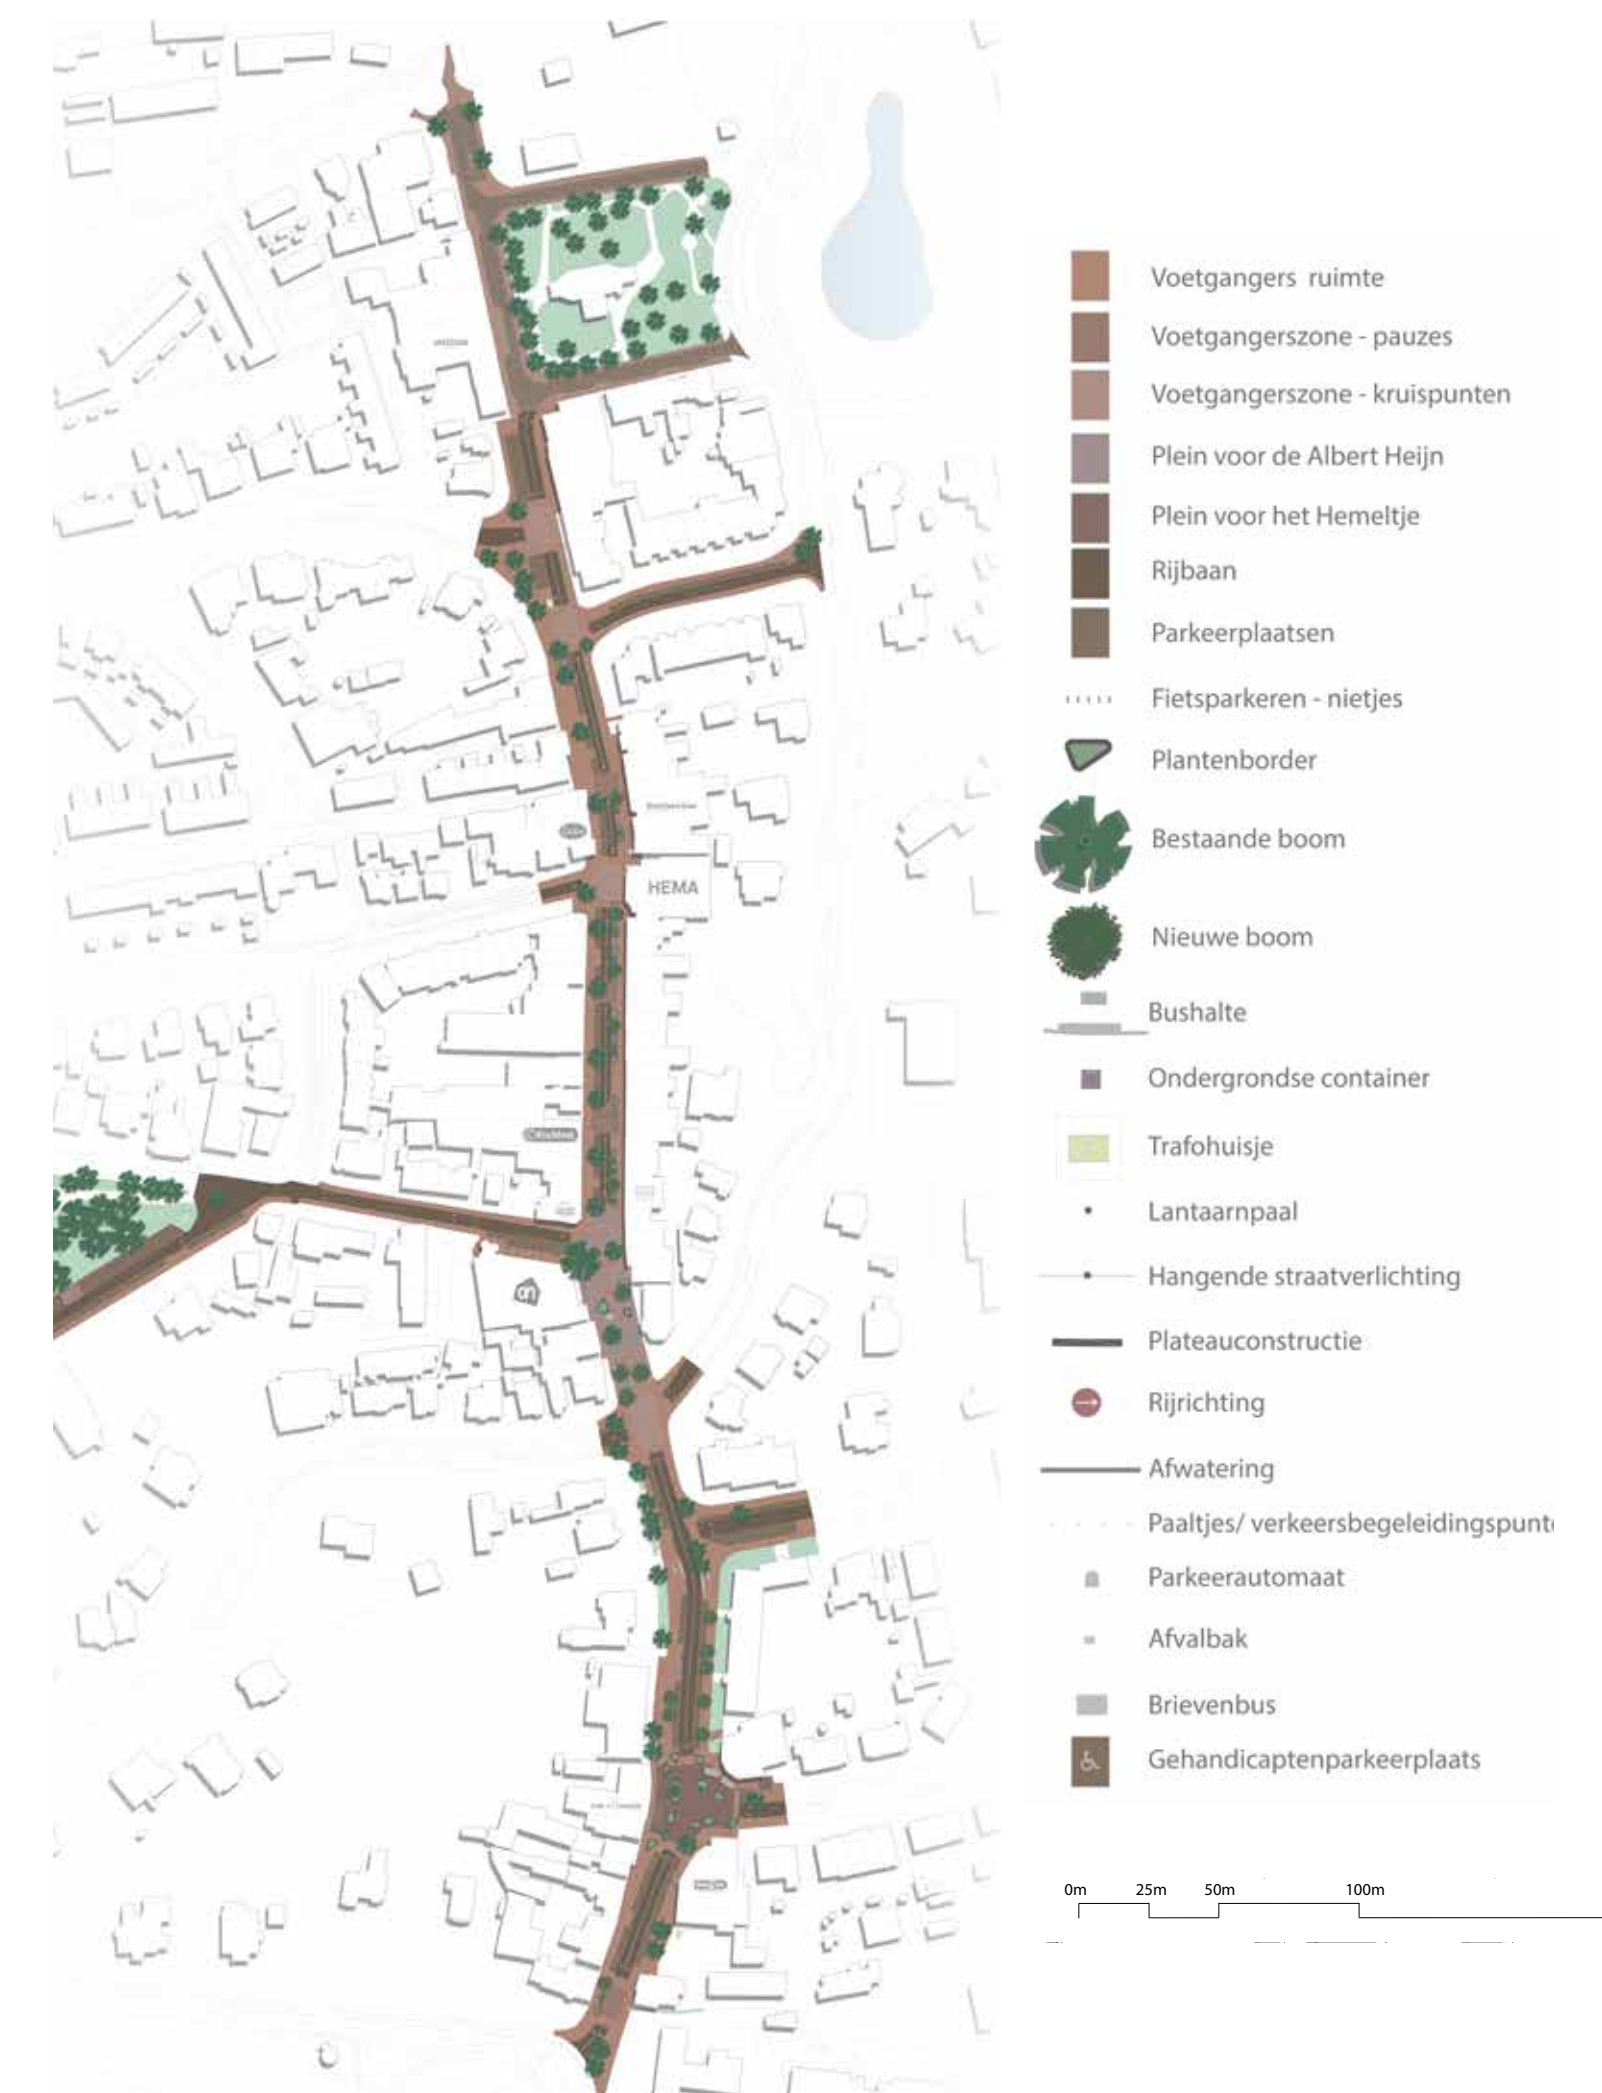 HEMA
Voetgangers ruimte
Voetgangerszone - pauzes
Voetgangerszone - kruispunten
Plein voor de Albert Heijn
Plein voor het Hemeltje
Rijbaan
Parkeerplaatsen
Fietsparkeren - nietjes
Plantenborder
Bestaande boom
Nieuwe boom
Bushalte
Ondergrondse container
Trafohuisje
Lantaarnpaal
Hangende straatverlichting
Plateauconstructie
Rijrichting
Afwatering
Paaltjes/ verkeersbegeleidingspunt
Parkeerautomaat
Afvalbak
Brievenbus
Gehandicaptenparkeerplaats
0m 25m 50m 100m